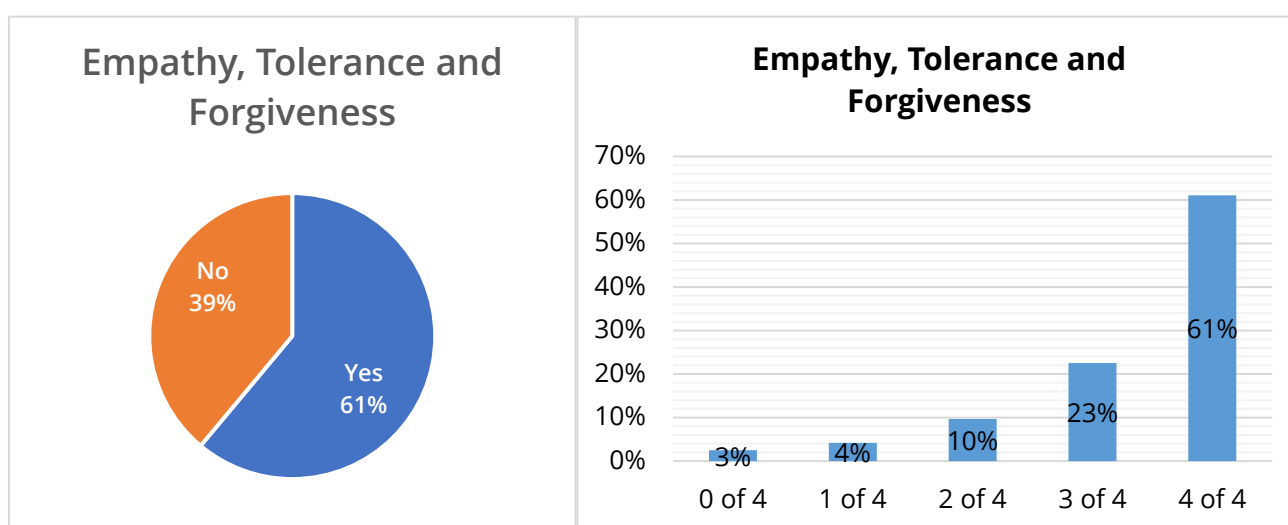 Empathy, Tolerance and
Forgiveness
No
39%
Yes
61%
Empathy, Tolerance and
Forgiveness
70%
60%
50%
40%
30%
20%
10%
0%
3%
4%
10%
23%
61%
0 of 4
1 of 4
2 of 4
3 of 4
4 of 4